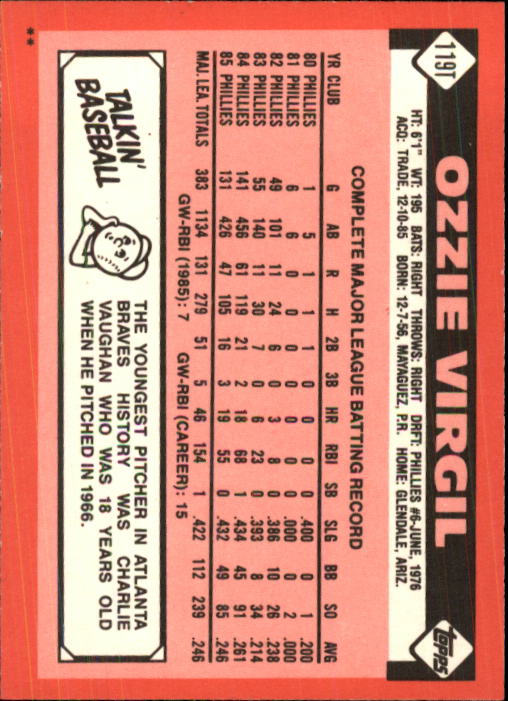 119T
OZZIE VIRGIL
Topps
HT: 6'1" WT: 195 BATS: RIGHT THROWS: RIGHT DRFT: PHILLIES #6-JUNE, 1976
ACQ: TRADE, 12-10-85 BORN: 12-7-56, MAYAGUEZ, P.R. HOME: GLENDALE, ARIZ.
COMPLETE MAJOR LEAGUE BATTING RECORD
YR CLUB G AB R H 2B 3B HR RBI SB SLG BB SO AVG
80 PHILLIES 1 5 1 1 1 0 0 0 0 .400 0 1 .200
81 PHILLIES 6 6 0 0 0 0 0 0 0 .000 0 2 .000
82 PHILLIES 49 101 11 24 6 0 3 8 0 .386 10 26 .238
83 PHILLIES 55 140 11 30 7 0 6 23 0 .393 8 34 .214
84 PHILLIES 141 456 61 119 21 2 18 68 1 .434 45 91 .261
85 PHILLIES 131 426 47 105 16 3 19 55 0 .432 49 85 .246
MAJ. LEA. TOTALS 383 1134 131 279 51 5 46 154 1 .422 112 239 .246
GW-RBI (1985): 7 GW-RBI (CAREER): 15
TALKIN'
BASEBALL
THE YOUNGEST PITCHER IN ATLANTA
BRAVES HISTORY WAS CHARLIE
VAUGHAN WHO WAS 18 YEARS OLD
WHEN HE PITCHED IN 1966.
**